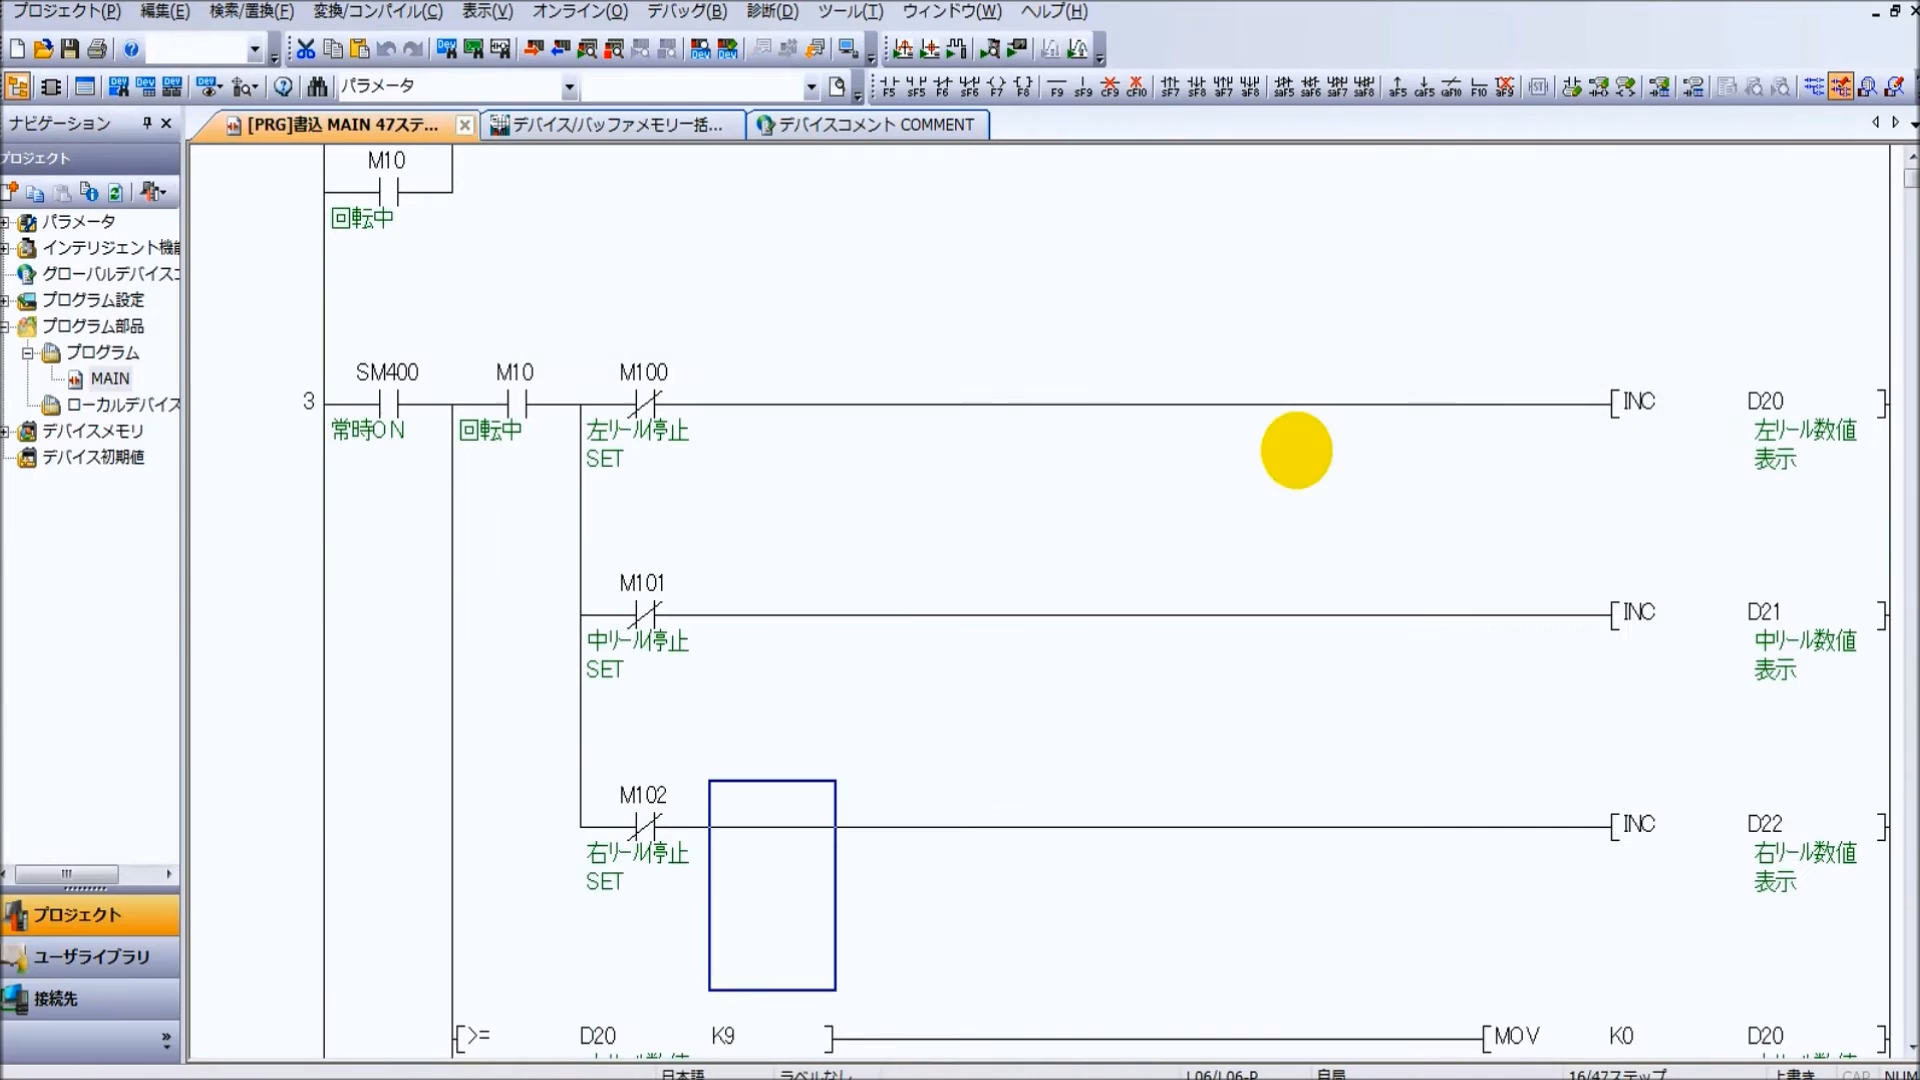 プロジェクト(P) 編集(E) 検索/置換(F) 変換/コンパイル(C) 表示(V) オンライン(O) デバッグ(B) 診断(D) ツール(T) ウィンドウ(W) ヘルプ(H)
パラメータ
ナビゲーション
[PRG]書込 MAIN 47ステ...
デバイス/バッファメモリ一括...
デバイスコメント COMMENT
プロジェクト
パラメータ
インテリジェント機能
グローバルデバイスコ
プログラム設定
プログラム部品
プログラム
MAIN
ローカルデバイス
デバイスメモリ
デバイス初期値
プロジェクト
ユーザライブラリ
接続先
M10
回転中
SM400 M10 M100
3 [ INC D20 ]
常時ON 回転中 左リール停止 左リール数値
SET 表示
M101
[ INC D21 ]
中リール停止 中リール数値
SET 表示
M102
[ INC D22 ]
右リール停止 右リール数値
SET 表示
[>= D20 K9 ] [MOV K0 D20 ]
日本語 ラベルなし L06/L06-P 自局 16/47ステップ 上書き CAP NUM